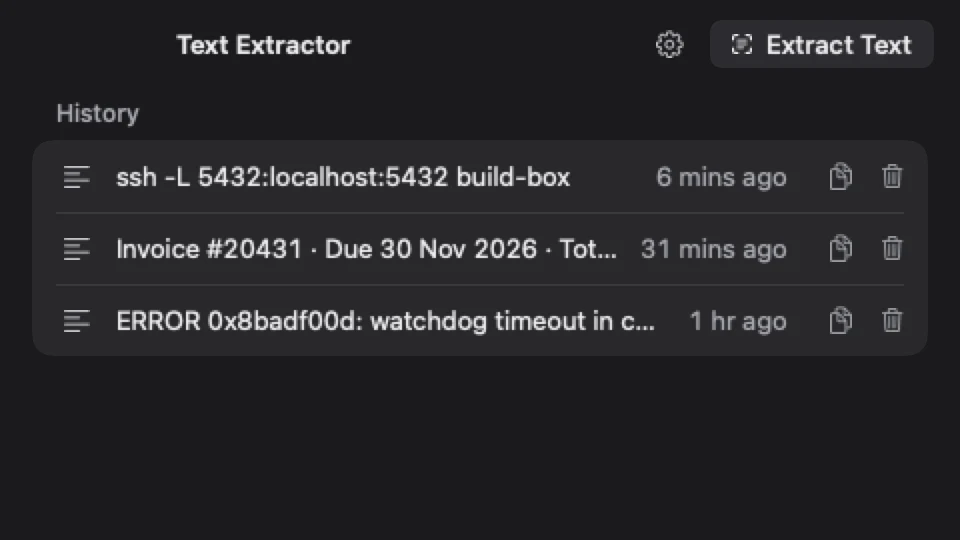 Text Extractor Extract Text
History
ssh -L 5432:localhost:5432 build-box 6 mins ago
Invoice #20431 · Due 30 Nov 2026 · Tot... 31 mins ago
ERROR 0x8badf00d: watchdog timeout in c... 1 hr ago